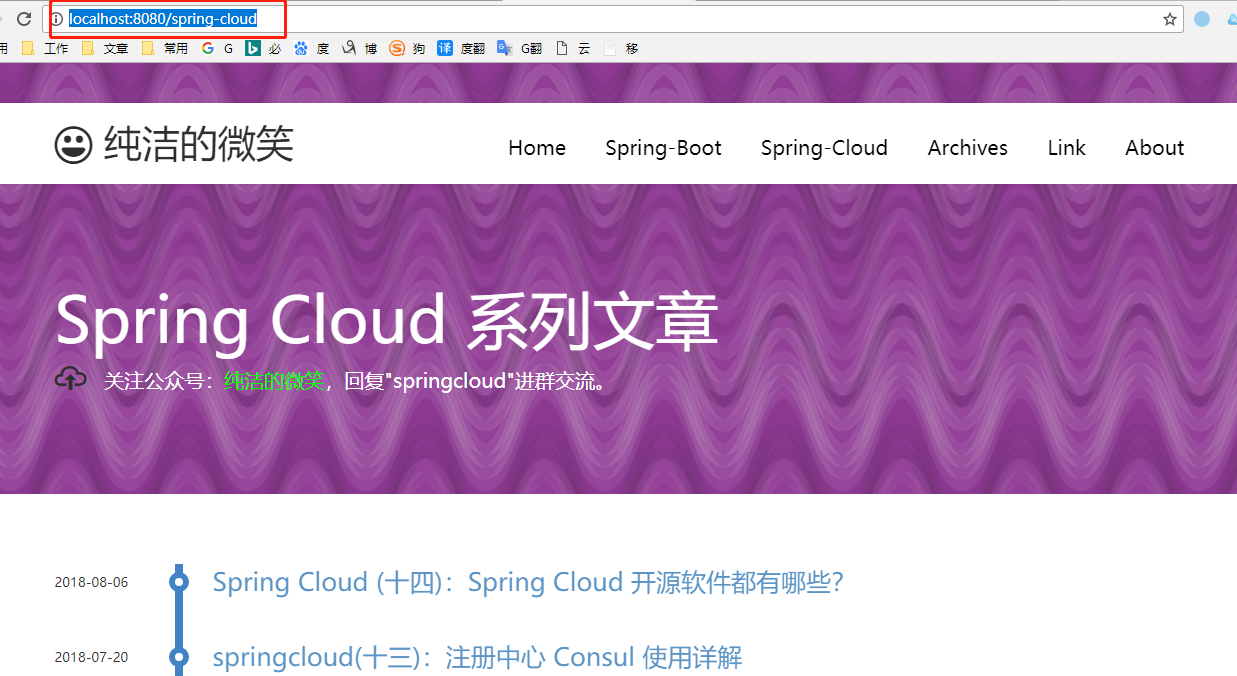 localhost:8080/spring-cloud
用 工作 文章 常用 G 必 度 博 狗 度翻 G翻 云 移
纯洁的微笑 Home Spring-Boot Spring-Cloud Archives Link About
Spring Cloud 系列文章
关注公众号：纯洁的微笑，回复"springcloud"进群交流。
2018-08-06 Spring Cloud (十四)：Spring Cloud 开源软件都有哪些？
2018-07-20 springcloud(十三)：注册中心 Consul 使用详解